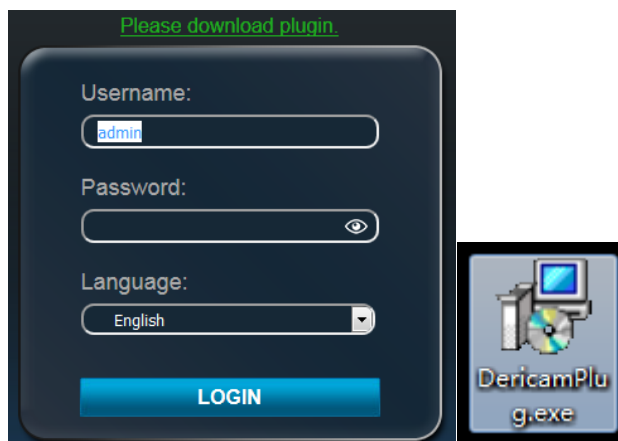 Please download plugin.
Username:
admin
Password:
Language:
English
LOGIN
DericamPlu
g.exe